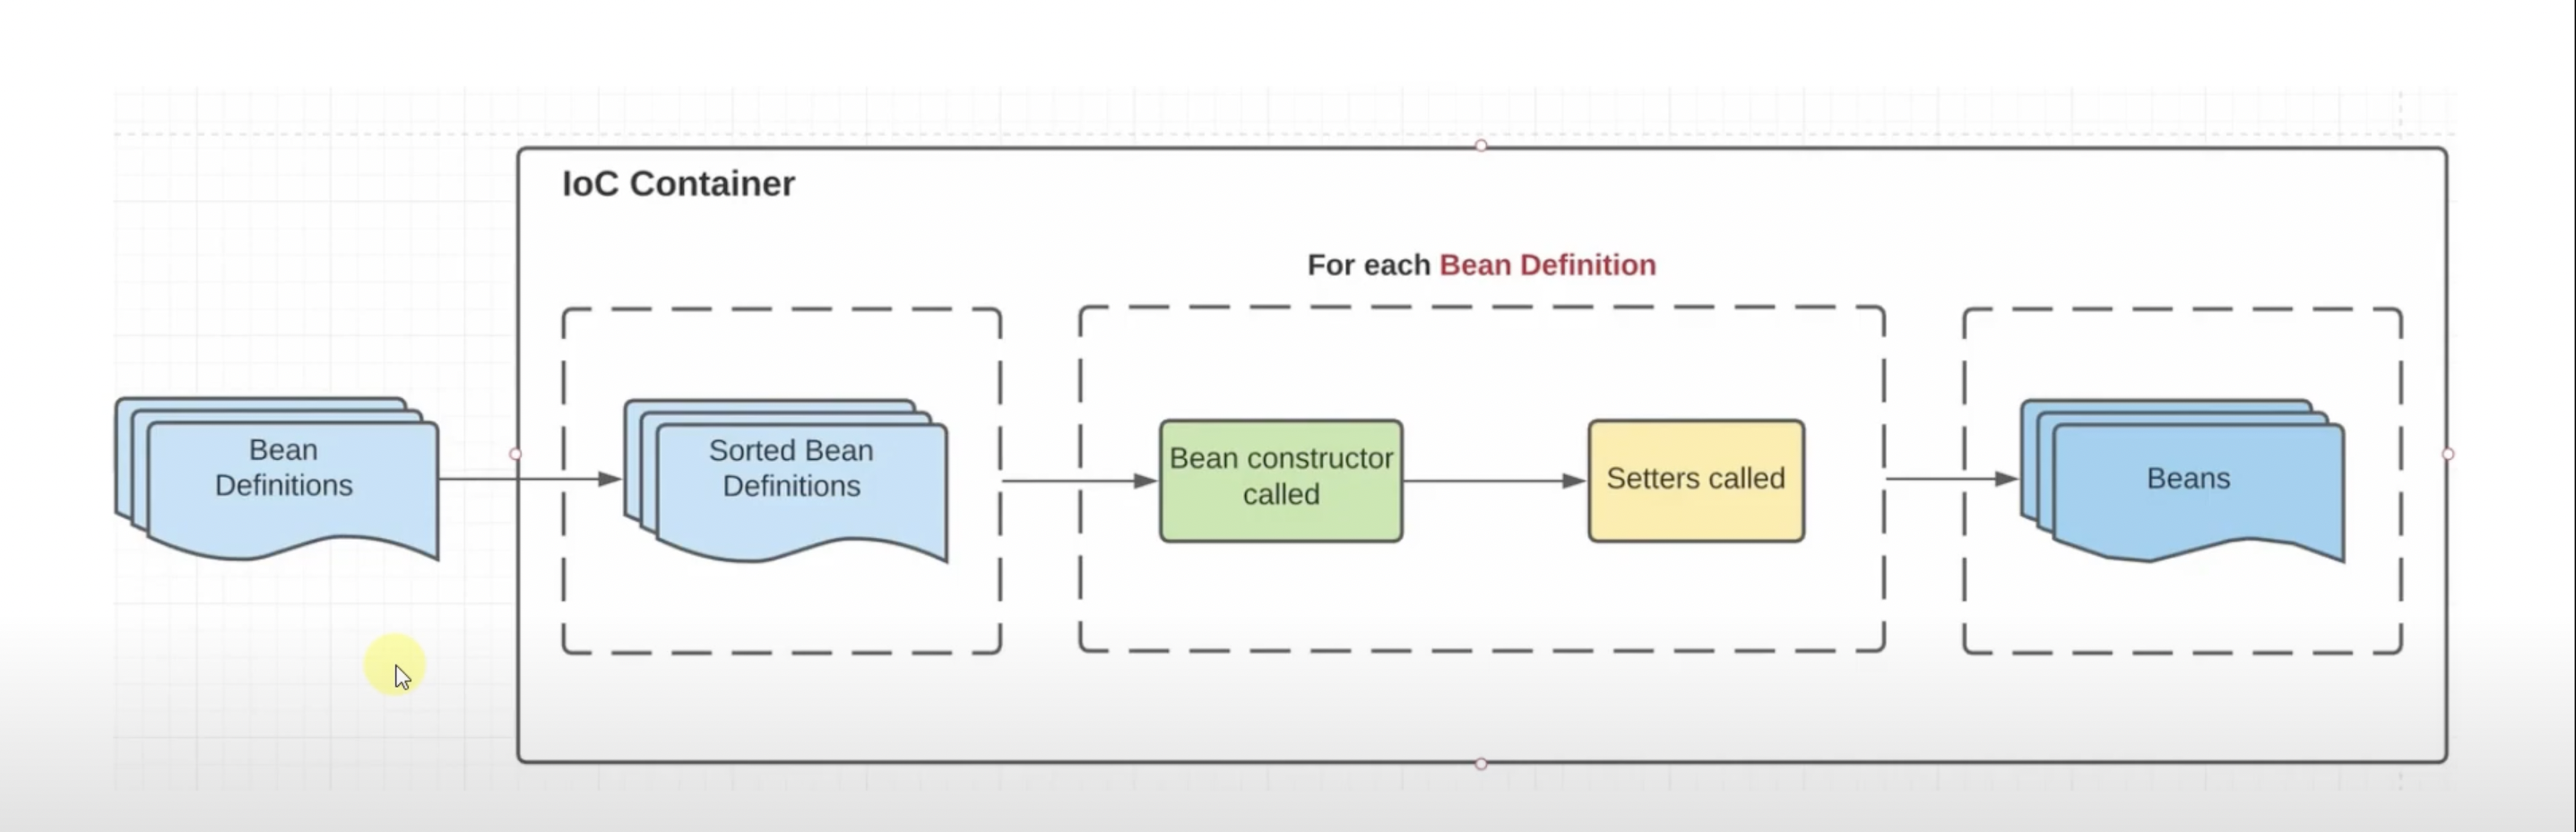 IoC Container
For each Bean Definition
Bean
Definitions
Sorted Bean
Definitions
Bean constructor
called
Setters called
Beans